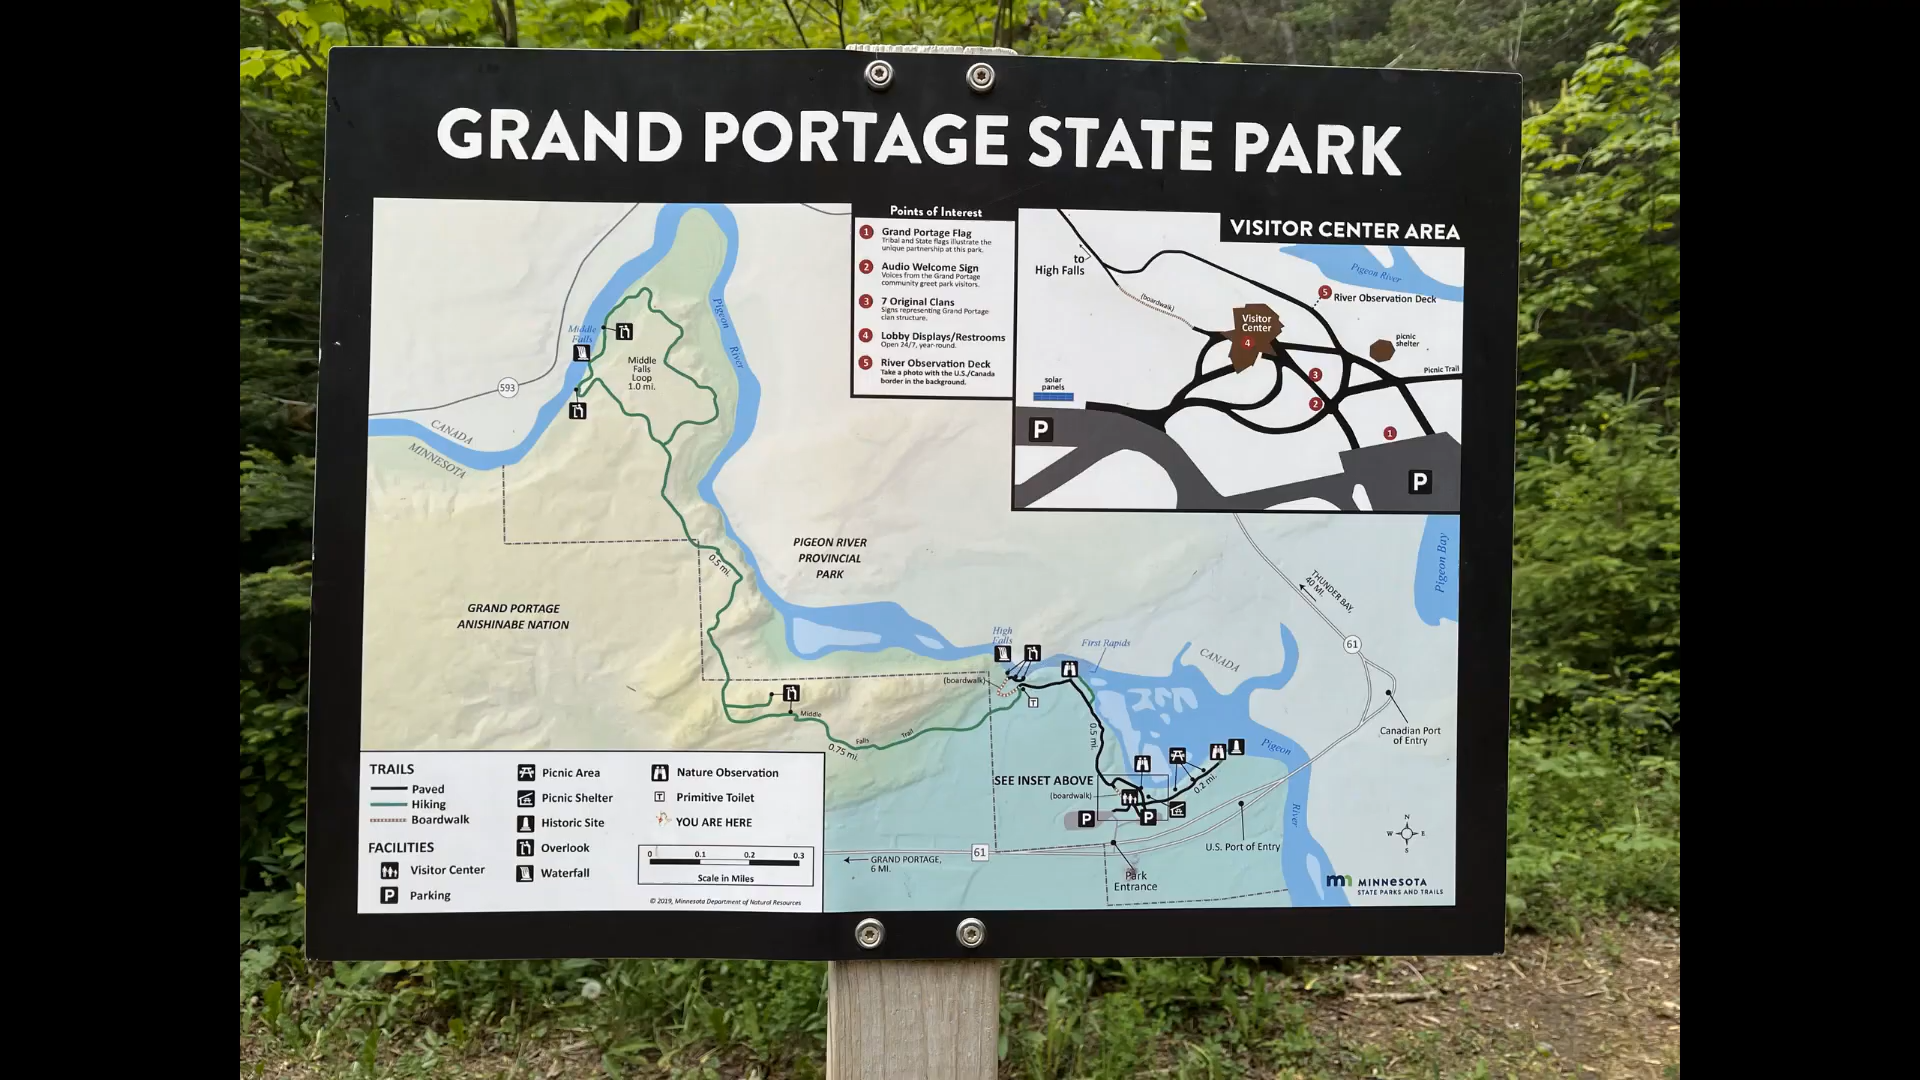 GRAND PORTAGE STATE PARK
Points of Interest
1 Grand Portage Flag
Tribal and State flags illustrate the
unique partnership at this park.
2 Audio Welcome Sign
Voices from the Grand Portage
community greet park visitors.
3 7 Original Clans
Signs representing Grand Portage
clan structure.
4 Lobby Displays/Restrooms
Open 24/7, year-round.
5 River Observation Deck
Take a photo with the U.S./Canada
border in the background.
VISITOR CENTER AREA
to
High Falls
(boardwalk)
Pigeon River
5 River Observation Deck
Visitor
Center
4
picnic
shelter
Picnic Trail
solar
panels
3
2
1
P
P
Pigeon
River
Middle
Falls
Middle
Falls
Loop
1.0 mi.
593
CANADA
MINNESOTA
0.5 mi.
PIGEON RIVER
PROVINCIAL
PARK
GRAND PORTAGE
ANISHINABE NATION
Pigeon Bay
THUNDER BAY,
40 MI.
61
High
Falls
First Rapids
CANADA
(boardwalk)
T
Middle
Falls
Trail
0.75 mi.
0.5 mi.
Canadian Port
of Entry
Pigeon
River
SEE INSET ABOVE
(boardwalk)
0.2 mi.
P
P
U.S. Port of Entry
61
GRAND PORTAGE,
6 MI.
Park
Entrance
N
W E
S
MINNESOTA
STATE PARKS AND TRAILS
TRAILS
Paved
Hiking
Boardwalk
FACILITIES
Visitor Center
P Parking
Picnic Area
Picnic Shelter
Historic Site
Overlook
Waterfall
Nature Observation
T Primitive Toilet
YOU ARE HERE
0 0.1 0.2 0.3
Scale in Miles
© 2019, Minnesota Department of Natural Resources